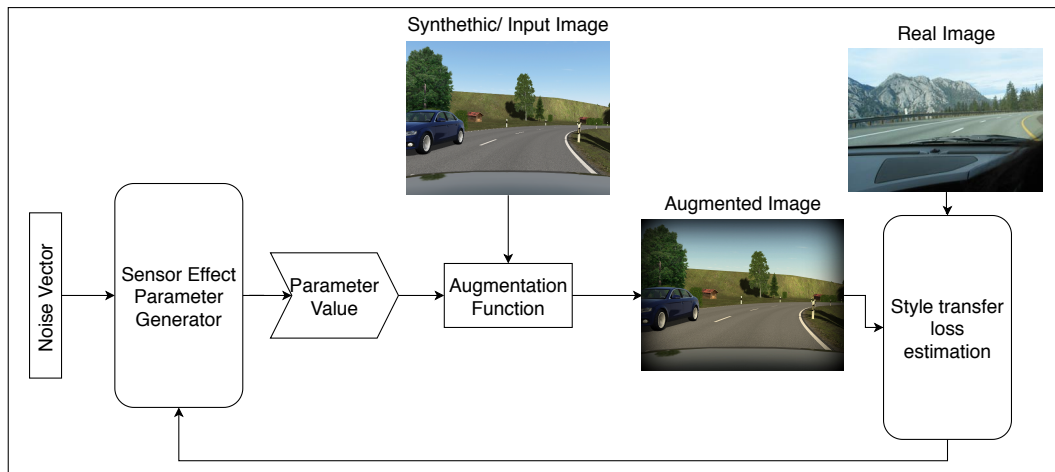 Synthethic/ Input Image
Real Image
Augmented Image
Noise Vector
Sensor Effect
Parameter
Generator
Parameter
Value
Augmentation
Function
Style transfer
loss
estimation